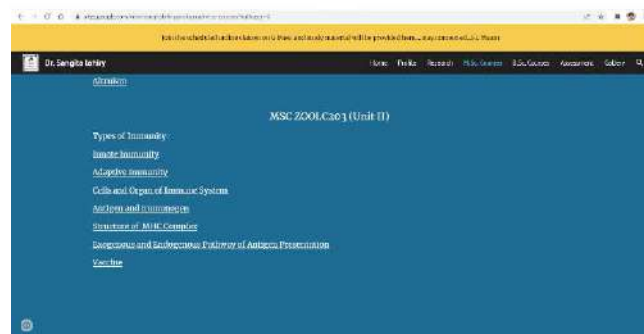 Dr. Sangita Lahiry
Home Profile Research M.Sc. Courses B.Sc. Courses Assessment Gallery
Altruism
MSC ZOOLC203 (Unit II)
Types of Immunity
Innate Immunity
Adaptive Immunity
Cells and Organ of Immune System
Antigen and Immunogen
Structure of MHC Complex
Exogenous and Endogenous Pathway of Antigen Presentation
Vaccine